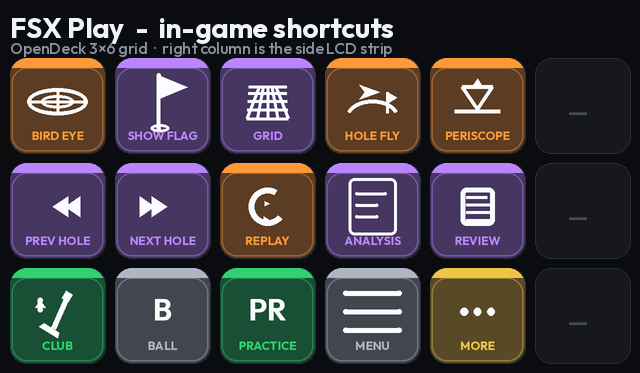 FSX Play - in-game shortcuts
OpenDeck 3×6 grid · right column is the side LCD strip
BIRD EYE
SHOW FLAG
GRID
HOLE FLY
PERISCOPE
PREV HOLE
NEXT HOLE
REPLAY
ANALYSIS
REVIEW
CLUB
B
BALL
PR
PRACTICE
MENU
MORE